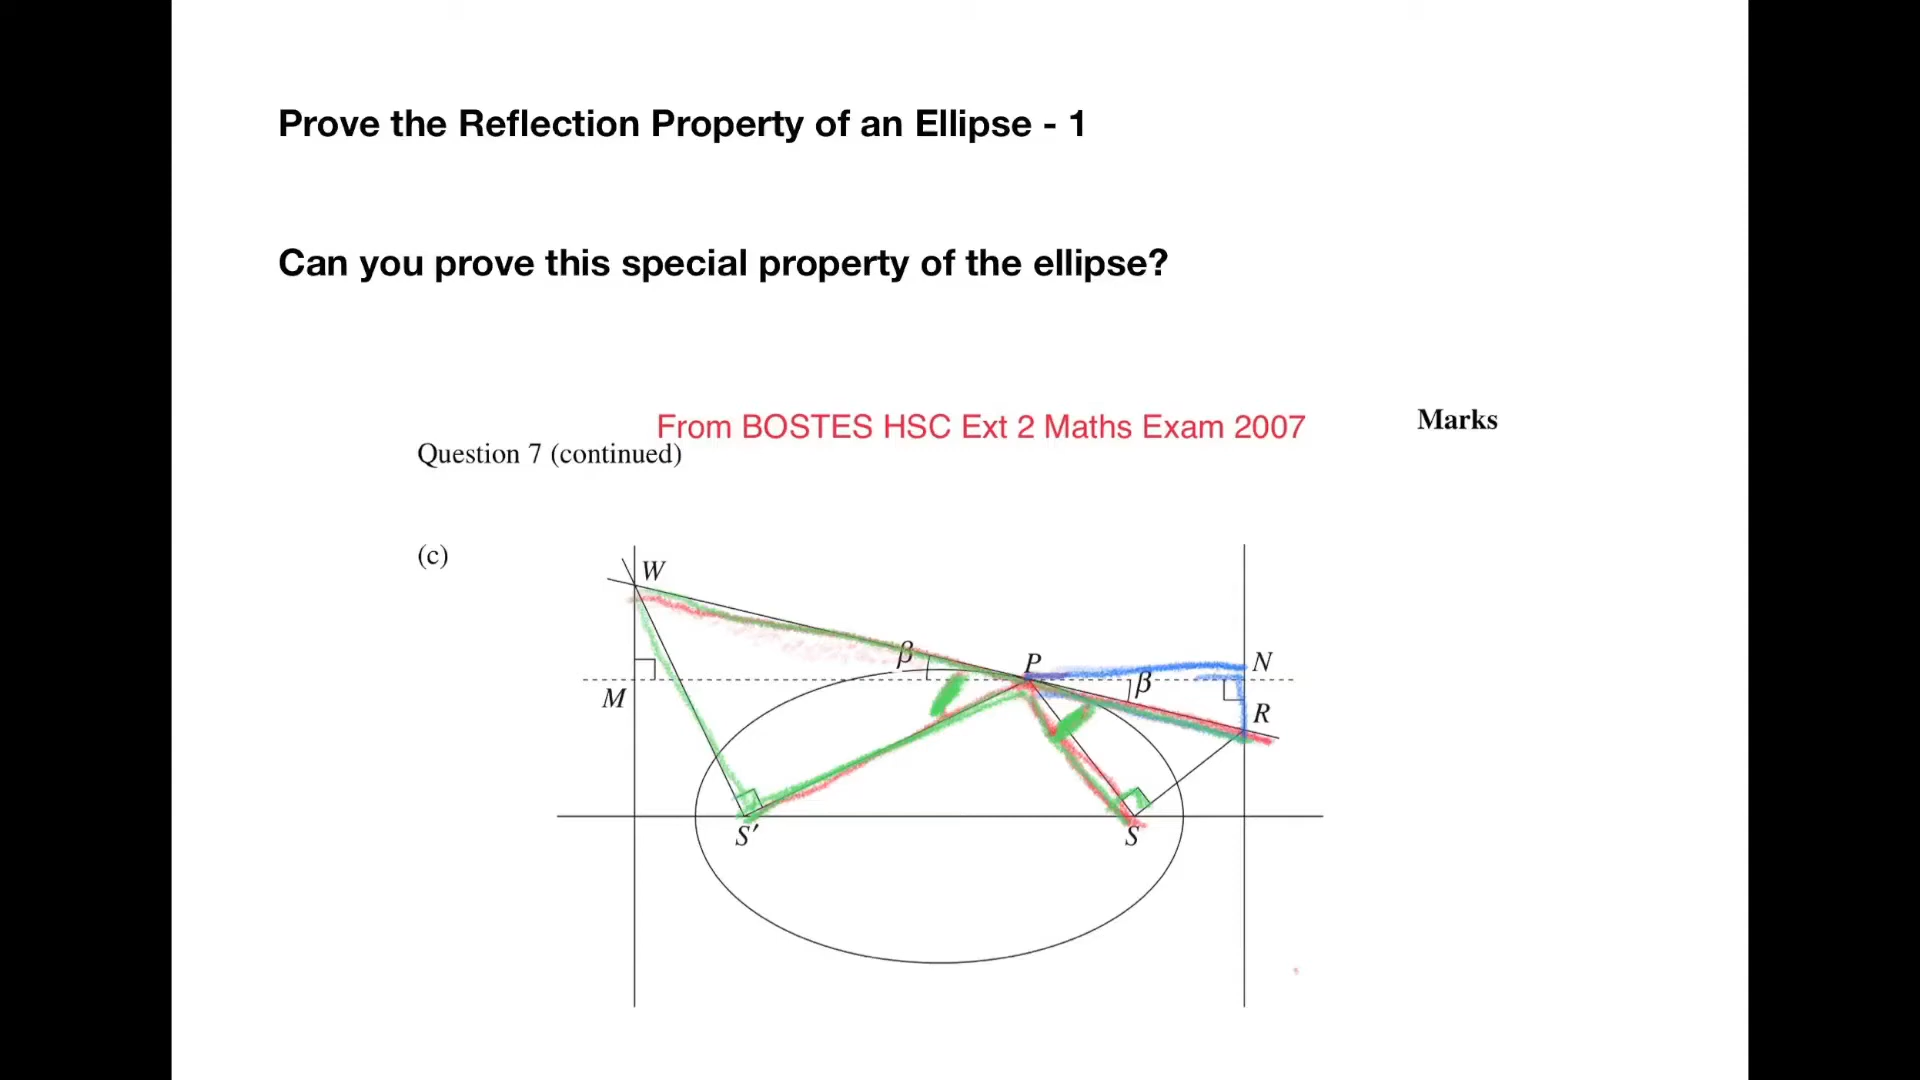 Prove the Reflection Property of an Ellipse - 1
Can you prove this special property of the ellipse?
From BOSTES HSC Ext 2 Maths Exam 2007
Marks
Question 7 (continued)
(c)
W
β
P
N
β
M
R
S′
S